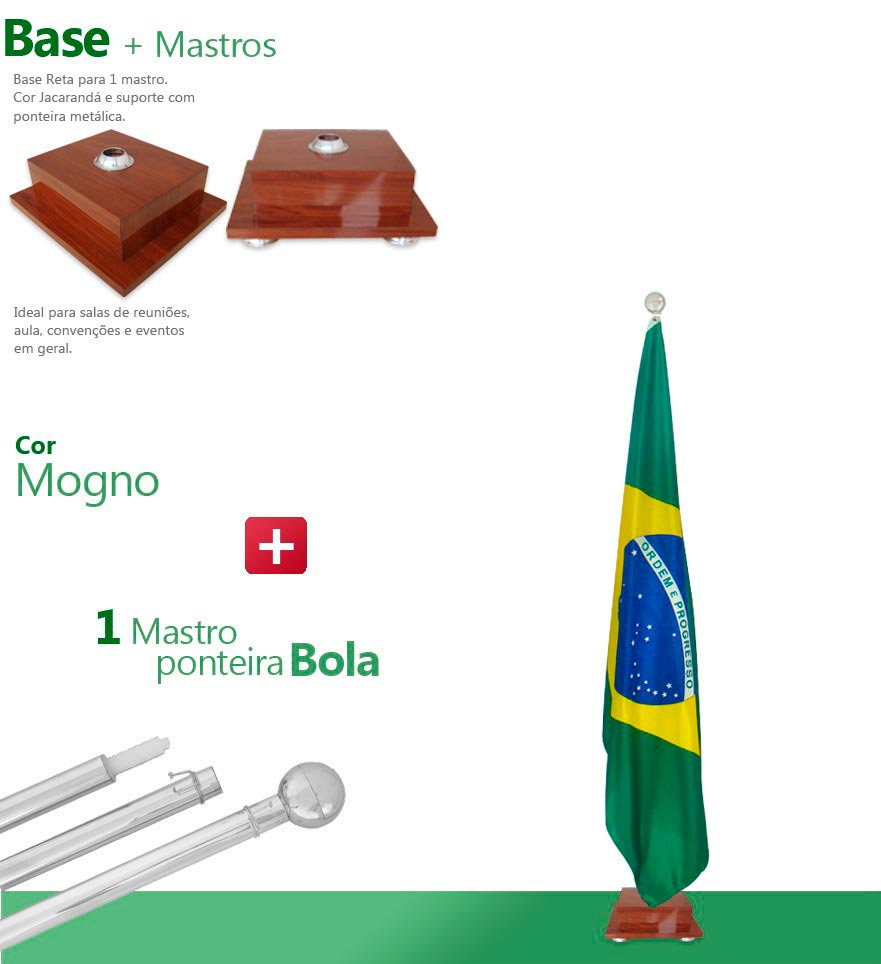 Base + Mastros
Base Reta para 1 mastro.
Cor Jacarandá e suporte com
ponteira metálica.
Ideal para salas de reuniões,
aula, convenções e eventos
em geral.
Cor
Mogno
1 Mastro
ponteira Bola
ORDEM E PROGRESSO